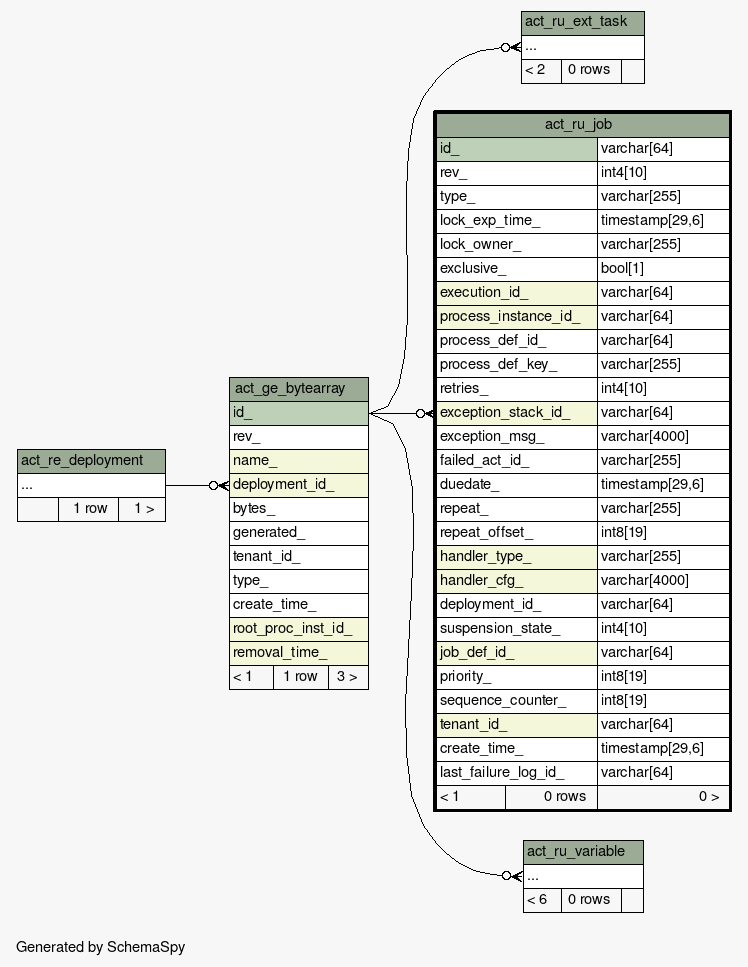 act_ru_ext_task
...
< 2 0 rows
act_ru_job
id_ varchar[64]
rev_ int4[10]
type_ varchar[255]
lock_exp_time_ timestamp[29,6]
lock_owner_ varchar[255]
exclusive_ bool[1]
execution_id_ varchar[64]
process_instance_id_ varchar[64]
process_def_id_ varchar[64]
process_def_key_ varchar[255]
retries_ int4[10]
exception_stack_id_ varchar[64]
exception_msg_ varchar[4000]
failed_act_id_ varchar[255]
duedate_ timestamp[29,6]
repeat_ varchar[255]
repeat_offset_ int8[19]
handler_type_ varchar[255]
handler_cfg_ varchar[4000]
deployment_id_ varchar[64]
suspension_state_ int4[10]
job_def_id_ varchar[64]
priority_ int8[19]
sequence_counter_ int8[19]
tenant_id_ varchar[64]
create_time_ timestamp[29,6]
last_failure_log_id_ varchar[64]
< 1 0 rows 0 >
act_ge_bytearray
id_
rev_
name_
deployment_id_
bytes_
generated_
tenant_id_
type_
create_time_
root_proc_inst_id_
removal_time_
< 1 1 row 3 >
act_re_deployment
...
1 row 1 >
act_ru_variable
...
< 6 0 rows
Generated by SchemaSpy